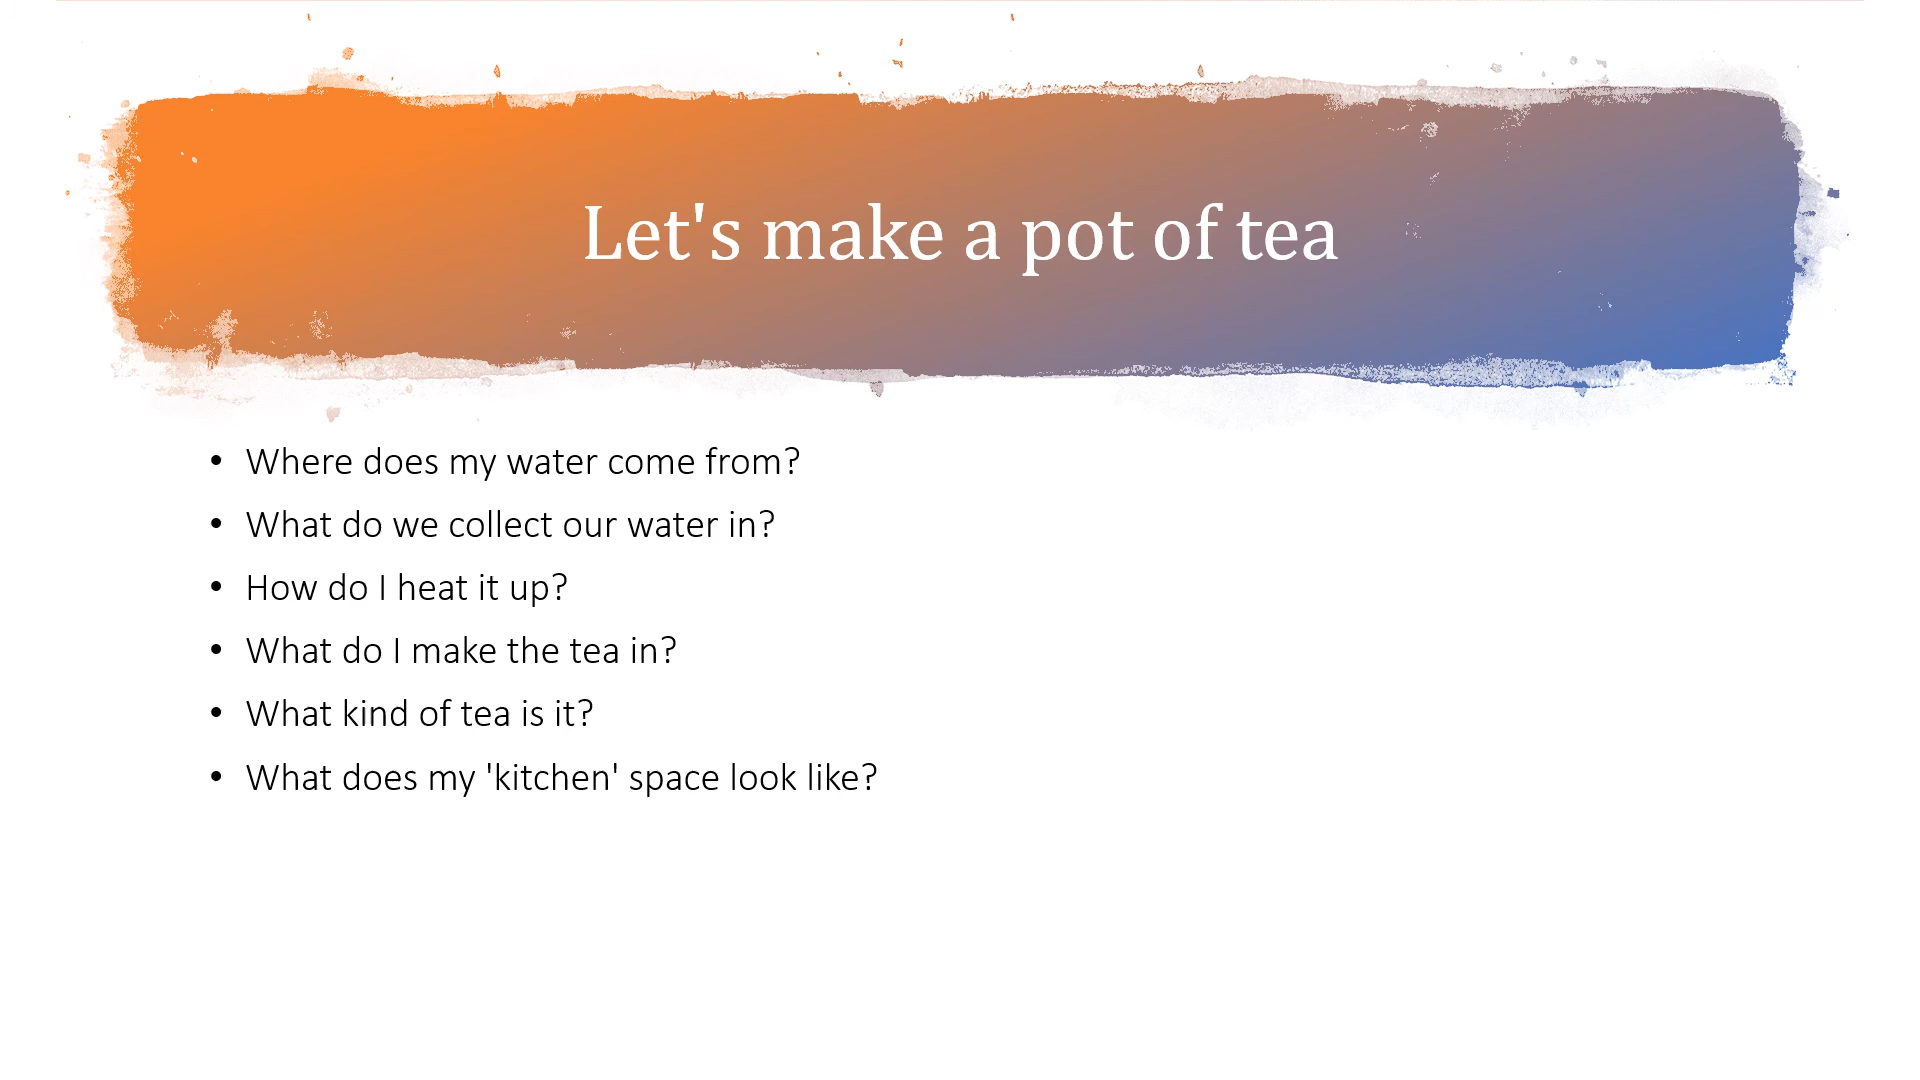 Let's make a pot of tea
• Where does my water come from?
• What do we collect our water in?
• How do I heat it up?
• What do I make the tea in?
• What kind of tea is it?
• What does my 'kitchen' space look like?